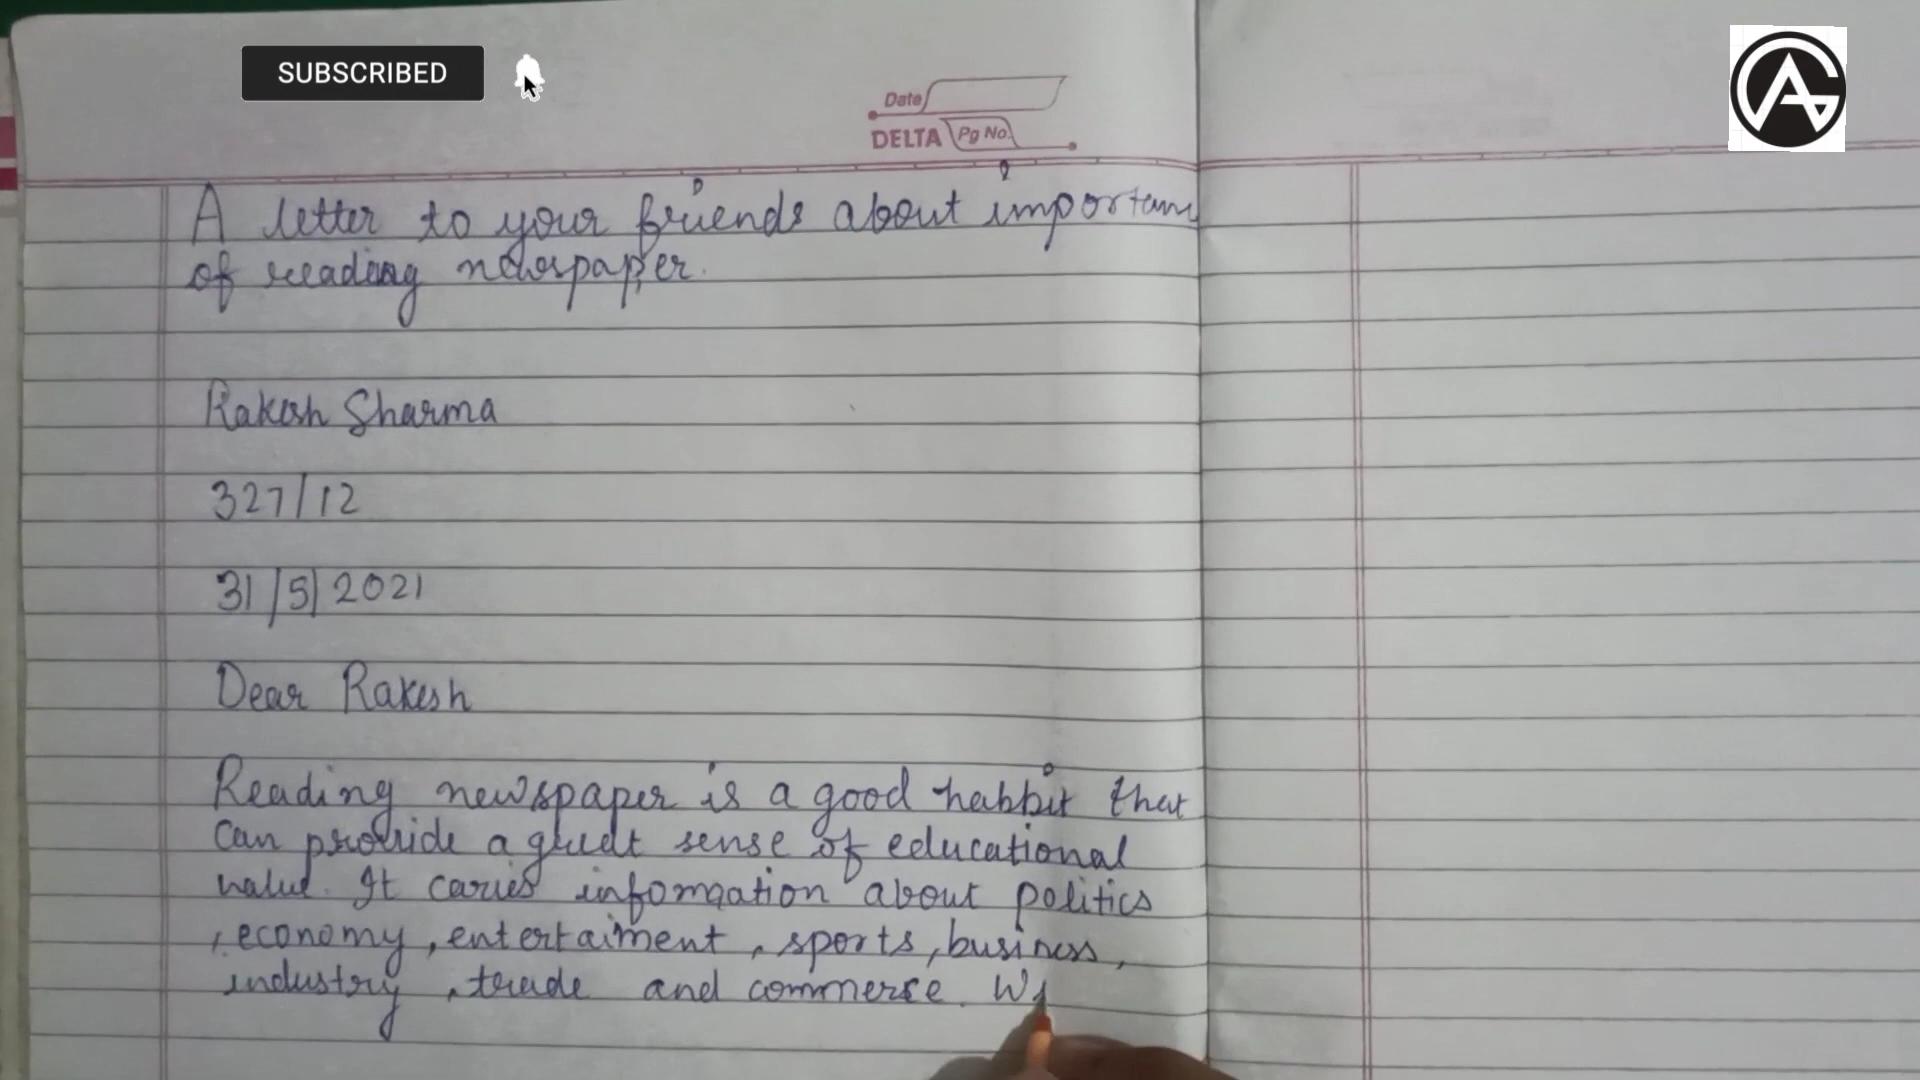 SUBSCRIBED
Date
DELTA Pg No.
A letter to your friends about important
of reading newspaper.
Rakesh Sharma
327/12
31/5/2021
Dear Rakesh
Reading newspaper is a good habbit that
can provide a great sense of educational
value. It caries infomation about politics
, economy, entertaiment, sports, business,
industry, trade and commerse.